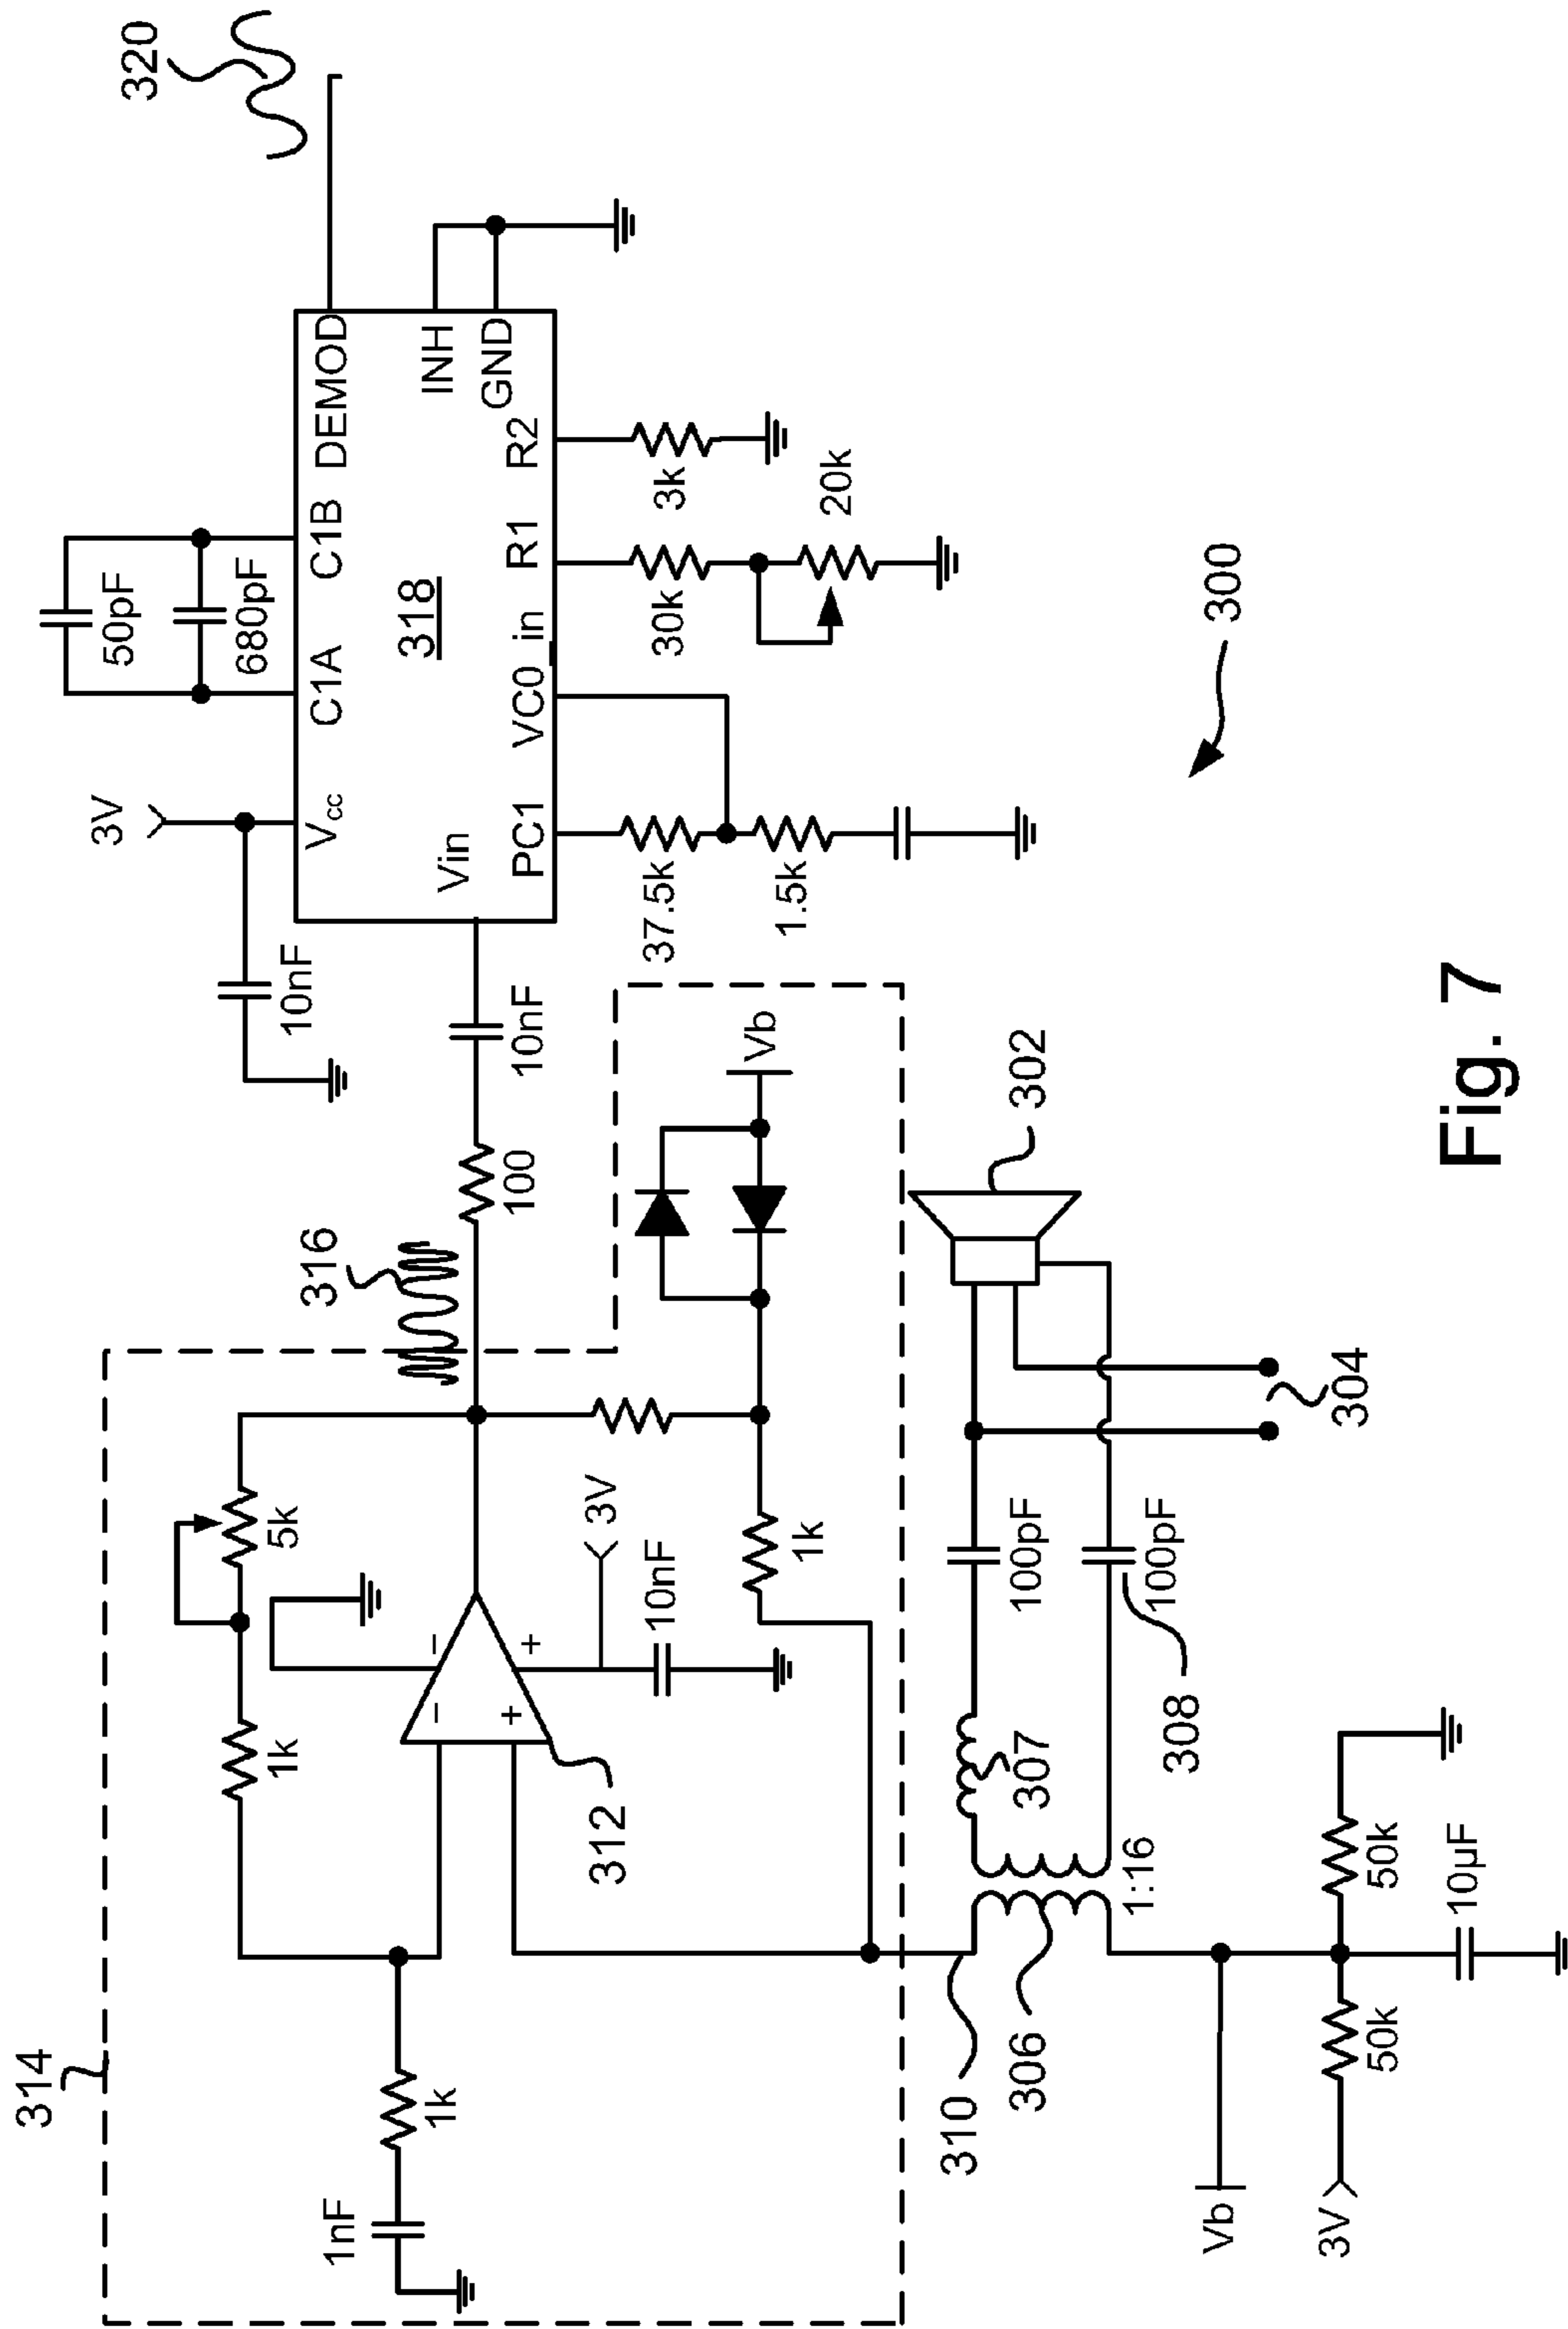 320
3V
50pF
680pF
10nF
Vcc
C1A
C1B
DEMOD
Vin
318
INH
GND
PC1
VC0_in
R1
R2
37.5k
1.5k
30k
20k
3k
10nF
100
316
314
5k
1k
1k
1nF
−
−
+
+
312
3V
10nF
1k
Vb
302
304
100pF
100pF
307
308
1:16
306
310
Vb
3V
50k
50k
10µF
300
Fig. 7